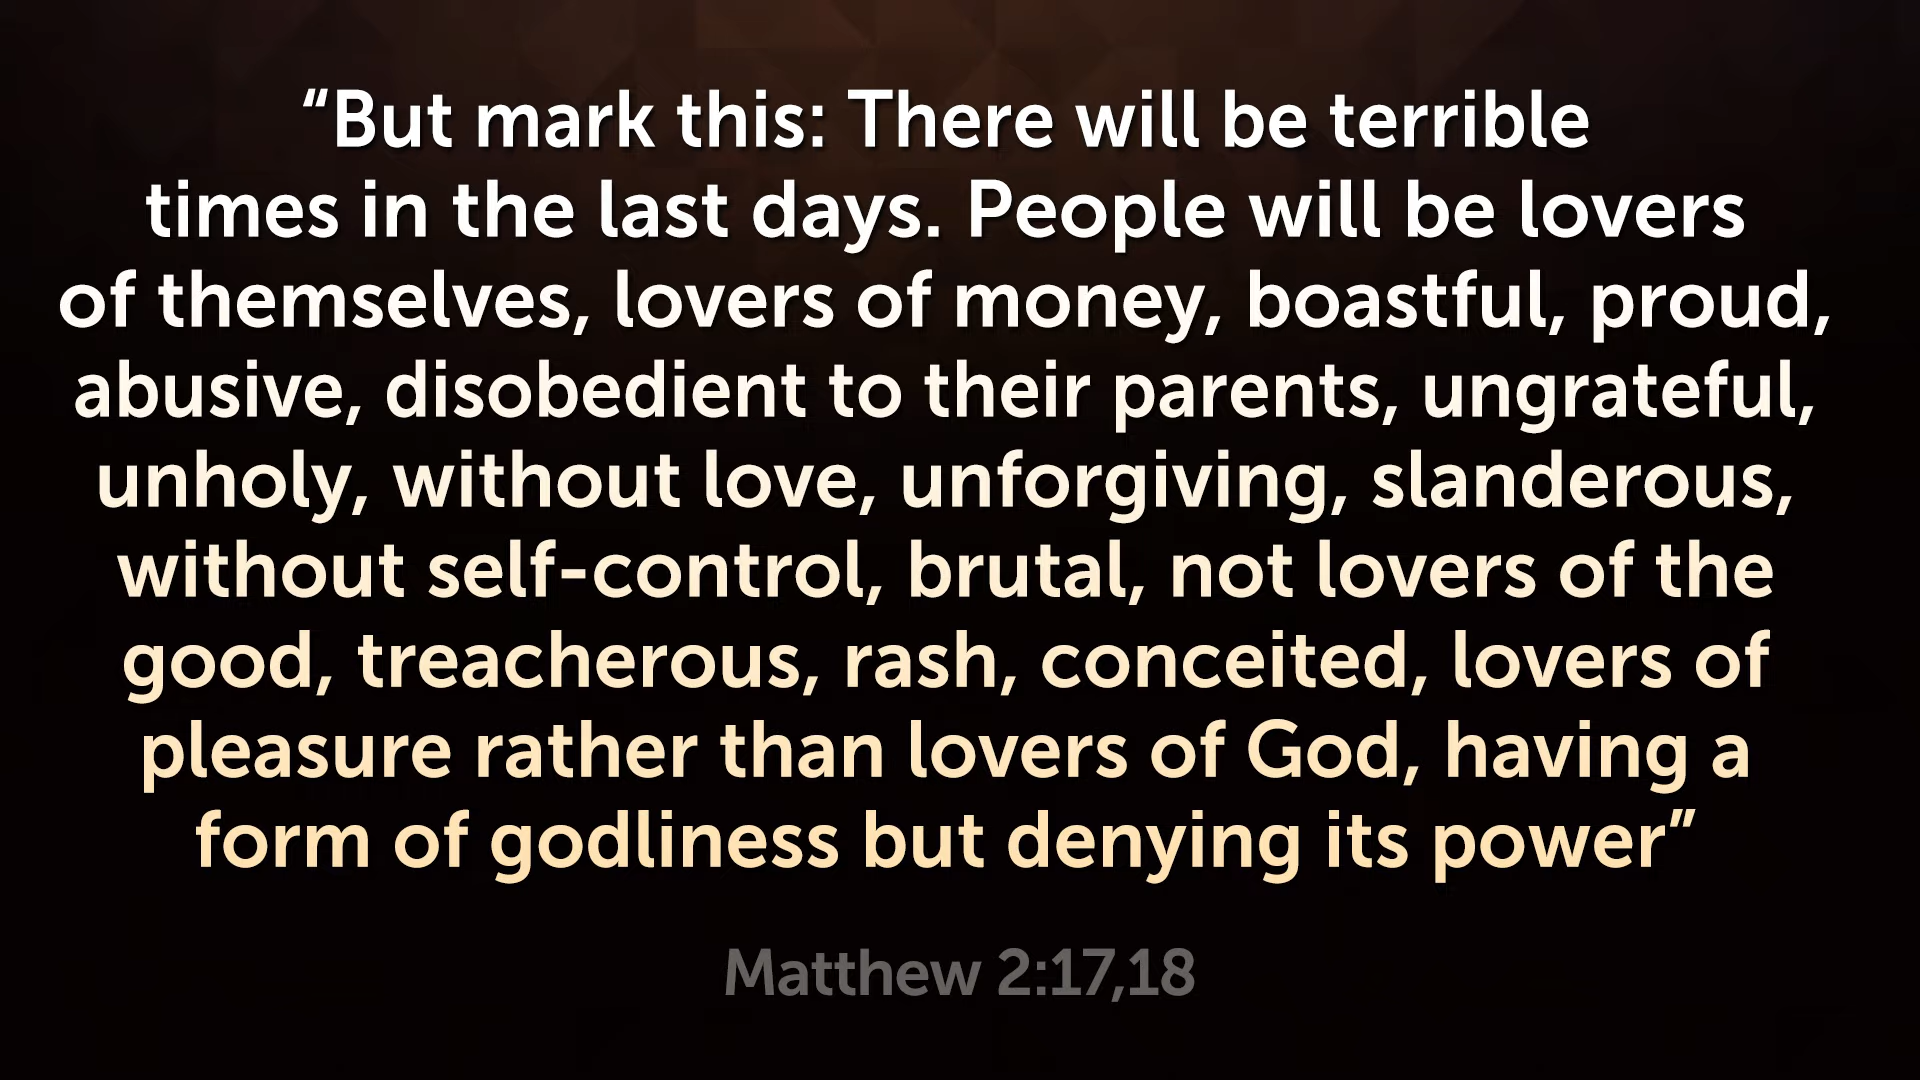 “But mark this: There will be terrible
times in the last days. People will be lovers
of themselves, lovers of money, boastful, proud,
abusive, disobedient to their parents, ungrateful,
unholy, without love, unforgiving, slanderous,
without self-control, brutal, not lovers of the
good, treacherous, rash, conceited, lovers of
pleasure rather than lovers of God, having a
form of godliness but denying its power”
Matthew 2:17,18